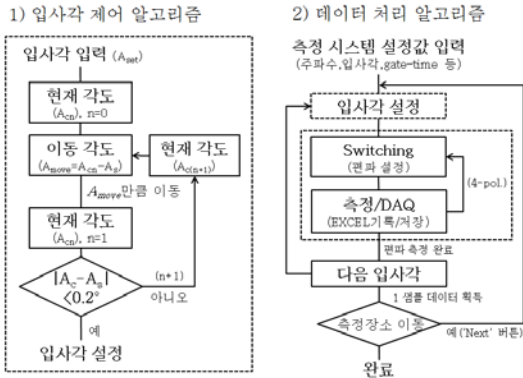 1) 입사각 제어 알고리즘
입사각 입력 (Aset)
현재 각도
(Acn), n=0
이동 각도
(Amove=Acn-As)
현재 각도
(Ac(n+1))
Amove만큼 이동
현재 각도
(Acn), n=1
|Ac-As|
<0.2°
(n+1)
아니오
예
입사각 설정
2) 데이터 처리 알고리즘
측정 시스템 설정값 입력
(주파수,입사각,gate-time 등)
입사각 설정
Switching
(편파 설정)
(4-pol.)
측정/DAQ
(EXCEL기록/저장)
편파 측정 완료
다음 입사각
1 샘플 데이터 획득
측정장소 이동
예 ('Next' 버튼)
완료